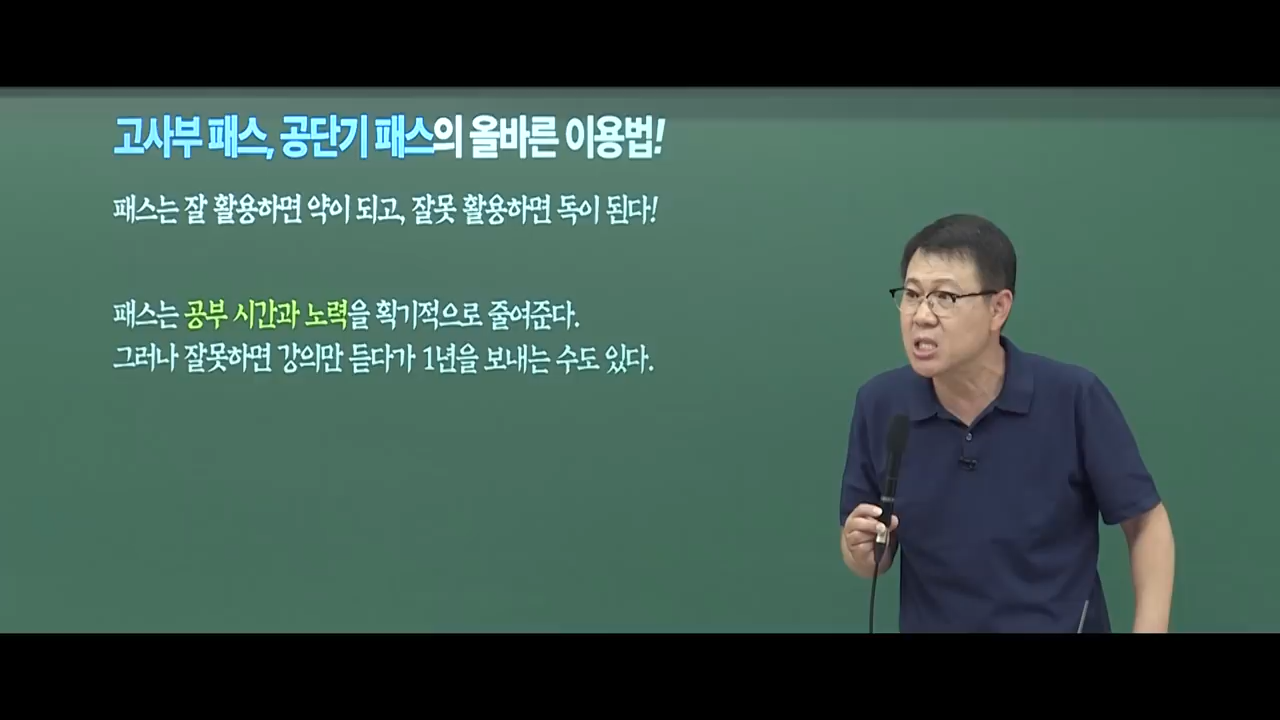 고사부 패스, 공단기 패스의 올바른 이용법!
패스는 잘 활용하면 약이 되고, 잘못 활용하면 독이 된다!
패스는 공부 시간과 노력을 획기적으로 줄여준다.
그러나 잘못하면 강의만 듣다가 1년을 보내는 수도 있다.